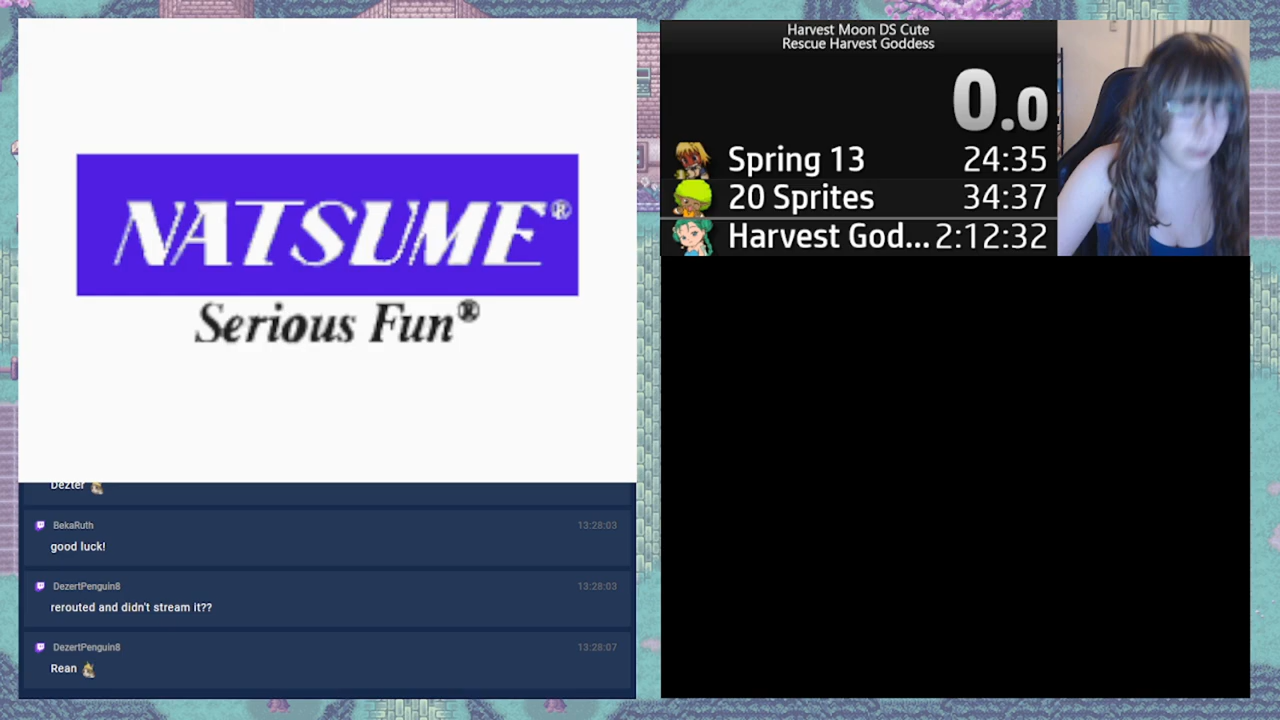 NATSUME®
Serious Fun®
Dezter
BekaRuth 13:28:03
good luck!
DezertPenguin8 13:28:03
rerouted and didn't stream it??
DezertPenguin8 13:28:07
Rean
Harvest Moon DS Cute
Rescue Harvest Goddess
0.0
Spring 13 24:35
20 Sprites 34:37
Harvest God... 2:12:32